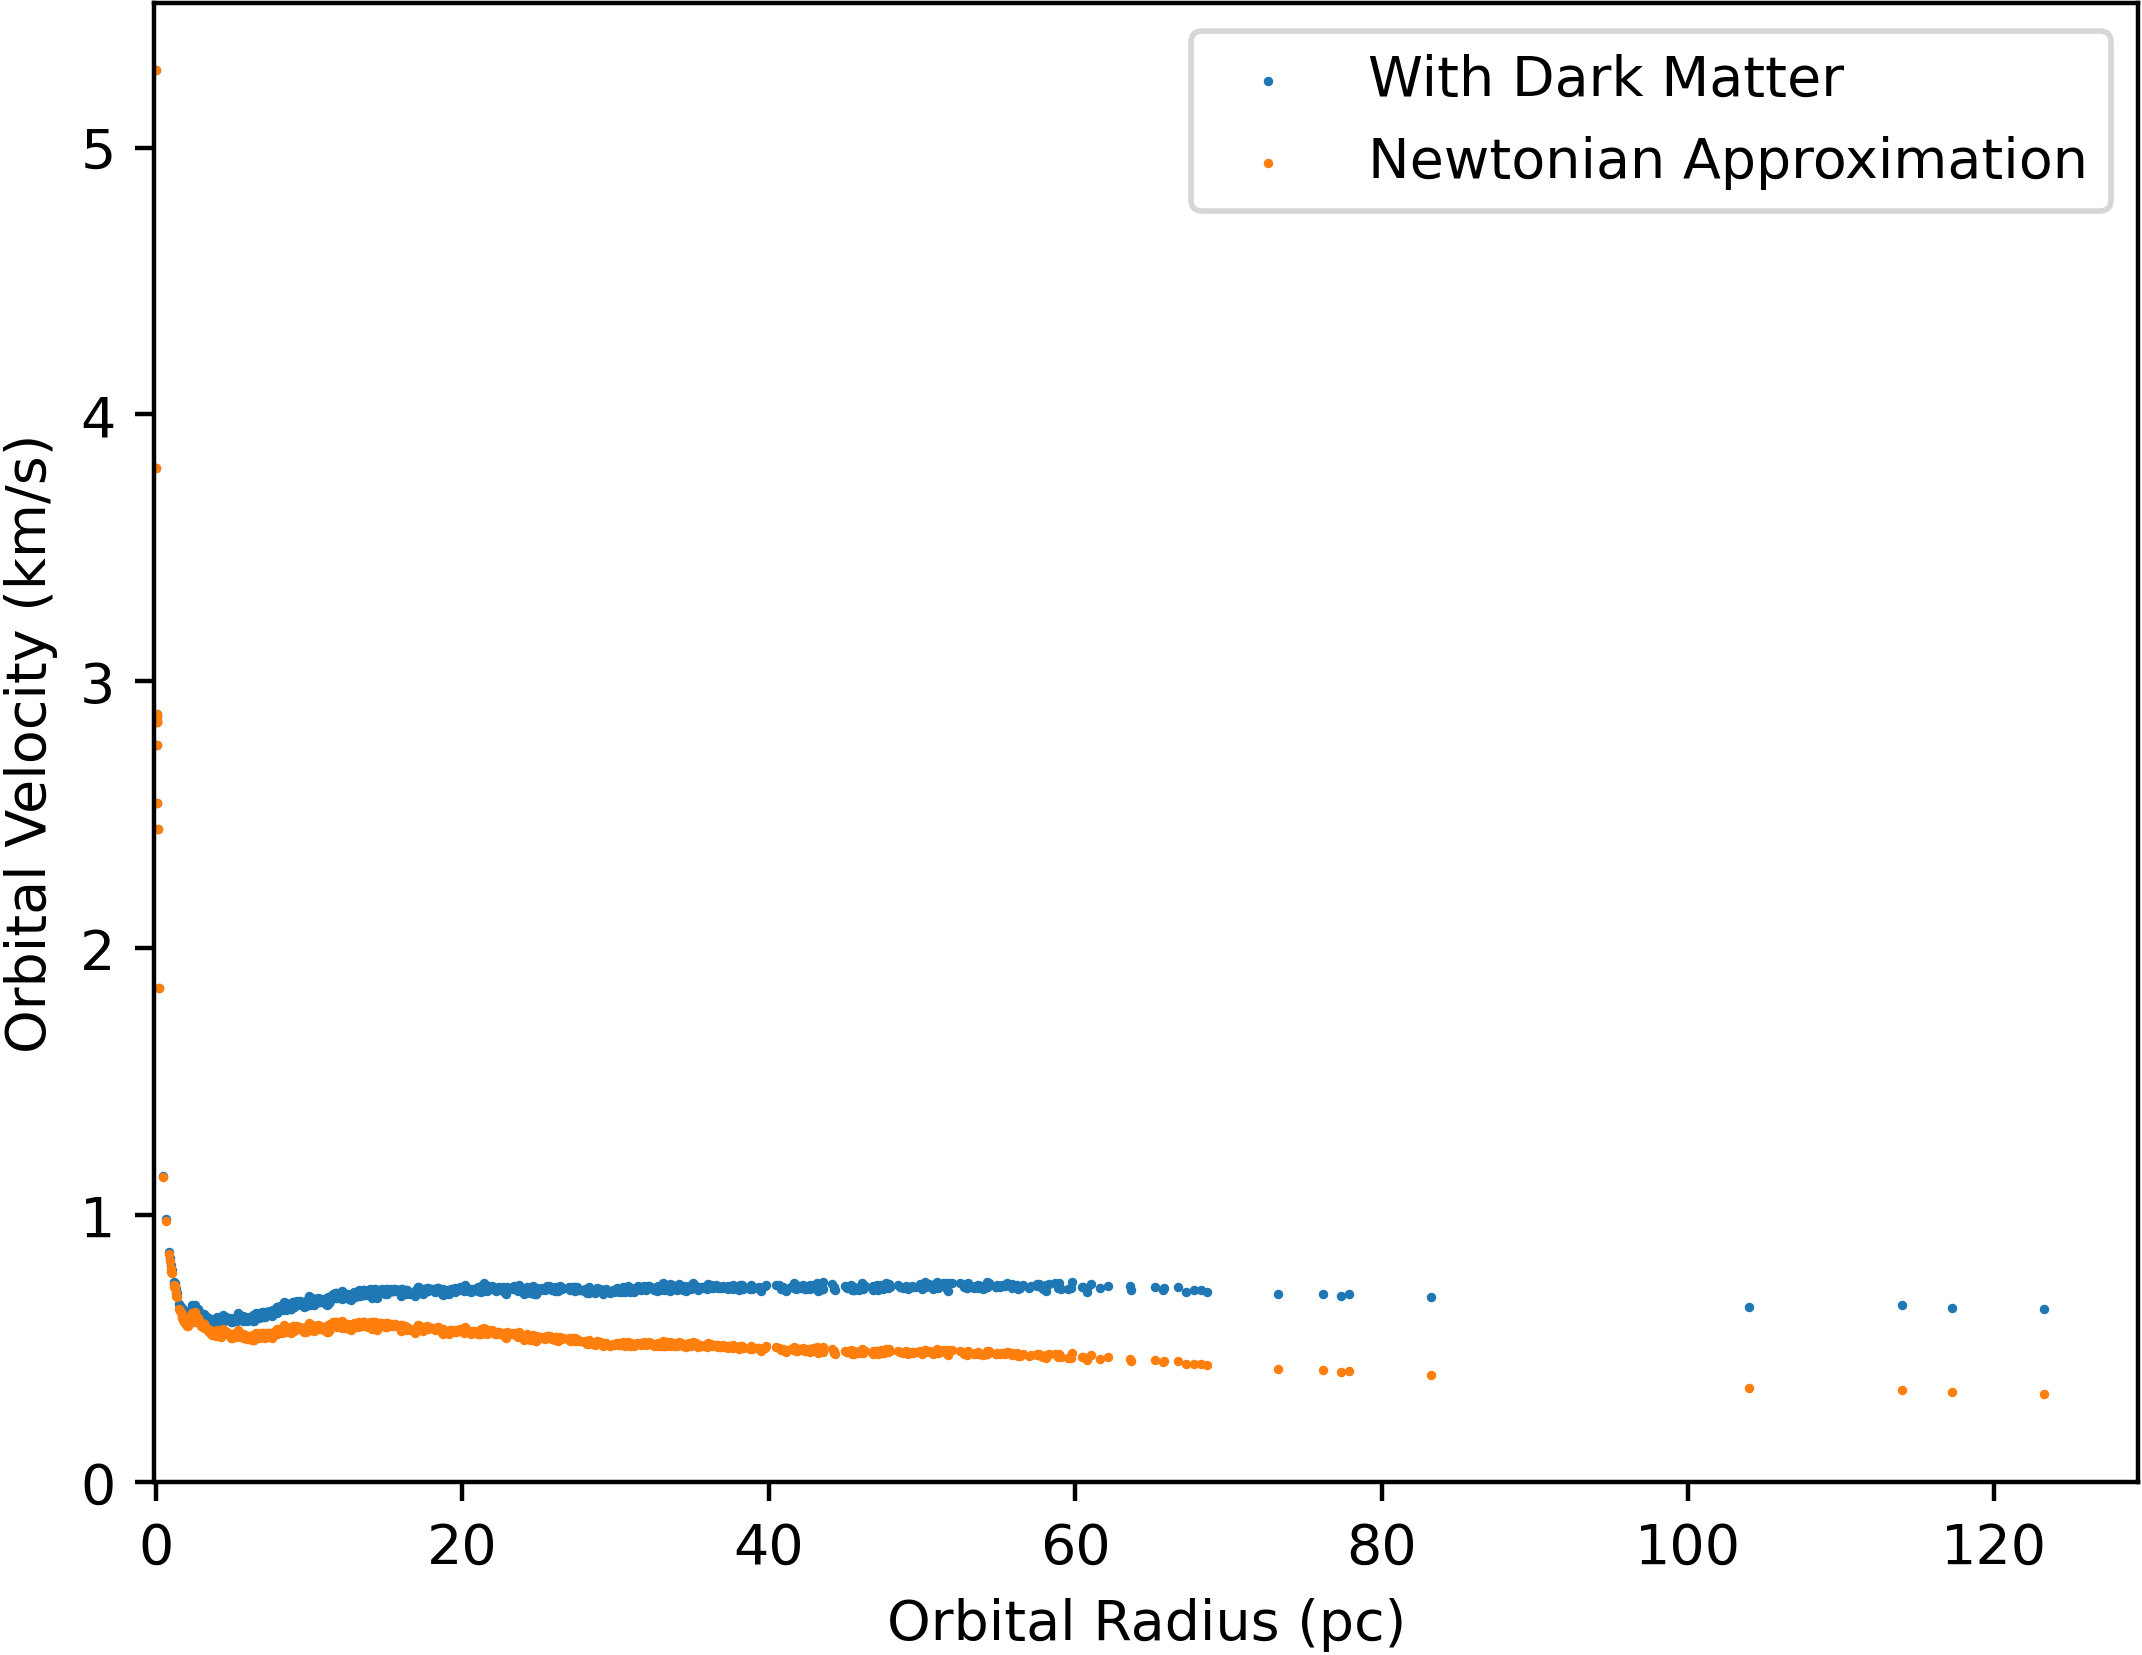 With Dark Matter
Newtonian Approximation
5
4
3
2
1
0
Orbital Velocity (km/s)
0 20 40 60 80 100 120
Orbital Radius (pc)